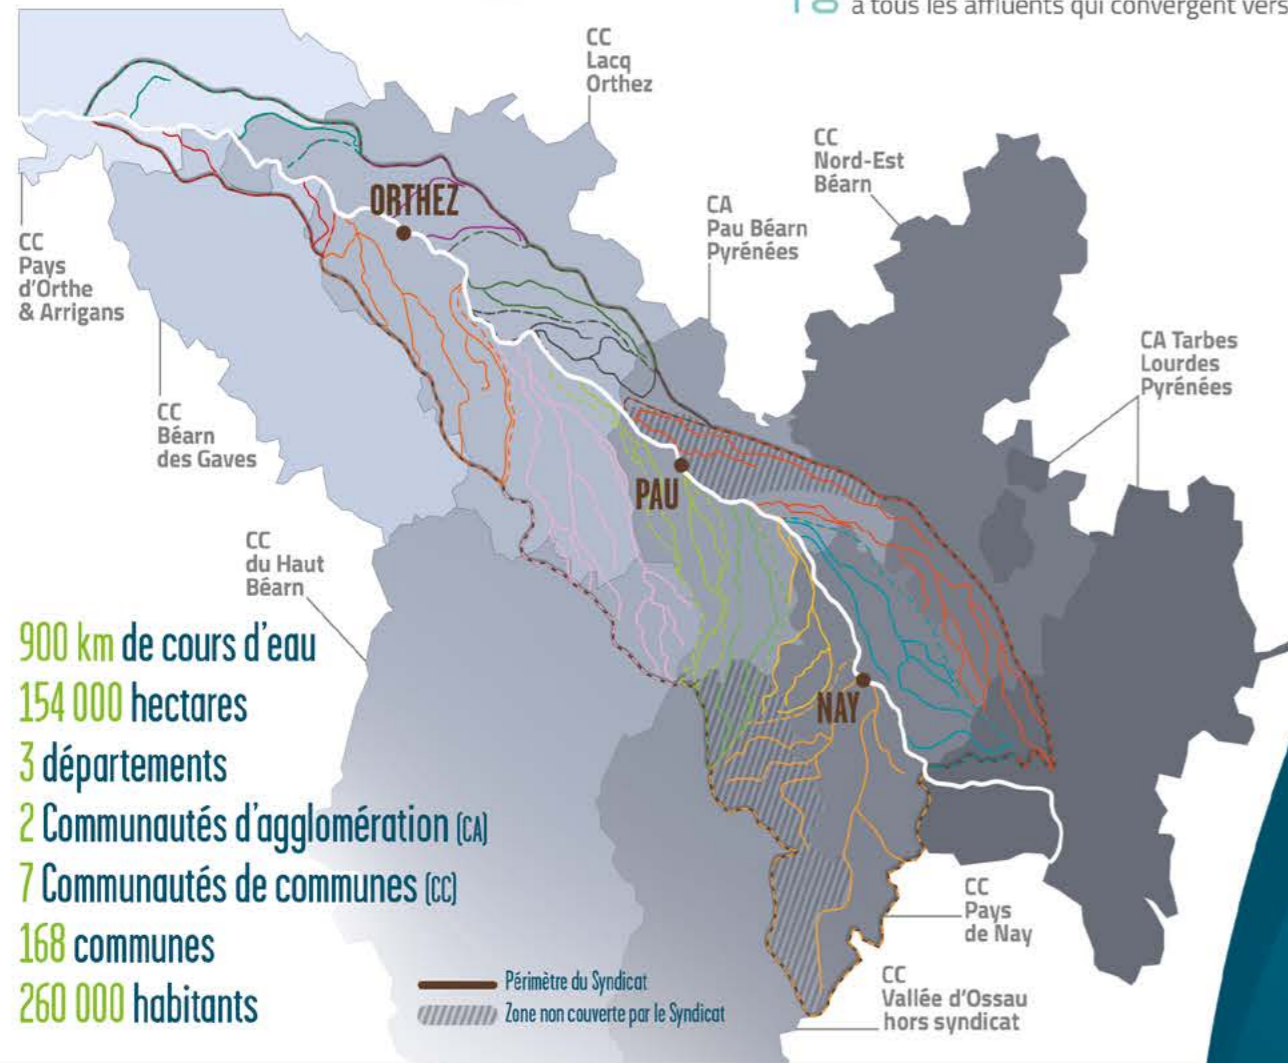 à tous les affluents qui convergent vers
CC
Lacq
Orthez
CC
Nord-Est
Béarn
CA
Pau Béarn
Pyrénées
ORTHEZ
CC
Pays
d'Orthe
& Arrigans
CA Tarbes
Lourdes
Pyrénées
CC
Béarn
des Gaves
PAU
CC
du Haut
Béarn
900 km de cours d'eau
154 000 hectares
3 départements
2 Communautés d'agglomération (CA)
7 Communautés de communes (CC)
168 communes
260 000 habitants
NAY
CC
Pays
de Nay
CC
Vallée d'Ossau
hors syndicat
Périmètre du Syndicat
Zone non couverte par le Syndicat